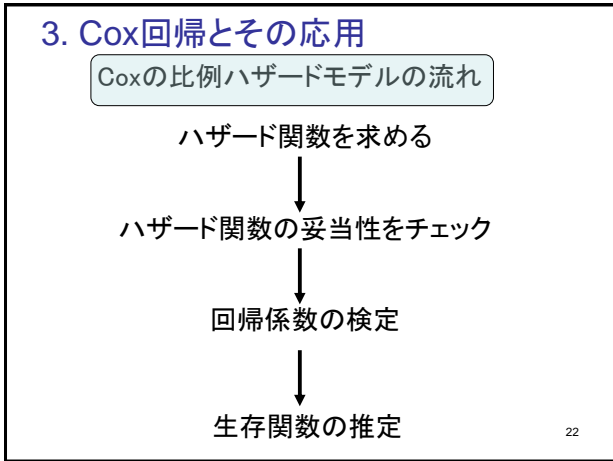 3. Cox回帰とその応用
Coxの比例ハザードモデルの流れ
ハザード関数を求める
ハザード関数の妥当性をチェック
回帰係数の検定
生存関数の推定
22